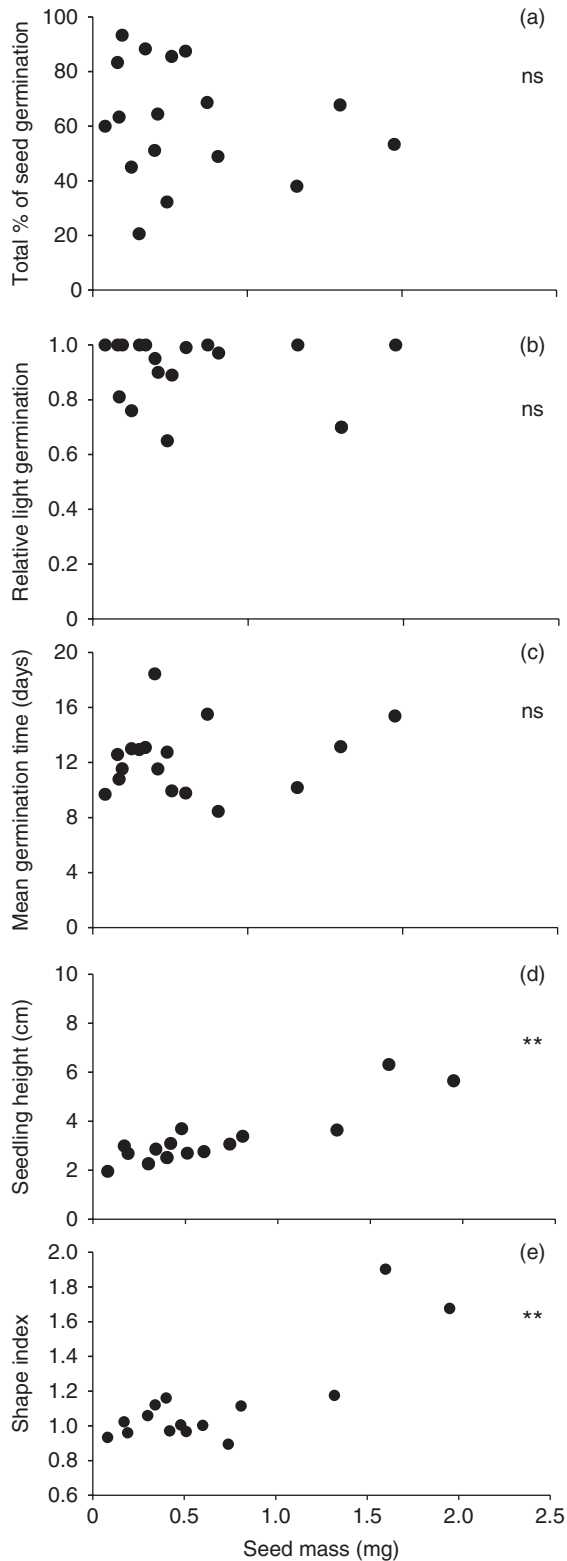 (a)
Total % of seed germination
100
80
60
40
20
0
ns
(b)
Relative light germination
1.0
0.8
0.6
0.4
0.2
0
ns
(c)
Mean germination time (days)
20
16
12
8
4
0
ns
(d)
Seedling height (cm)
10
8
6
4
2
0
**
(e)
Shape index
2.0
1.8
1.6
1.4
1.2
1.0
0.8
0.6
**
0 0.5 1.0 1.5 2.0 2.5
Seed mass (mg)